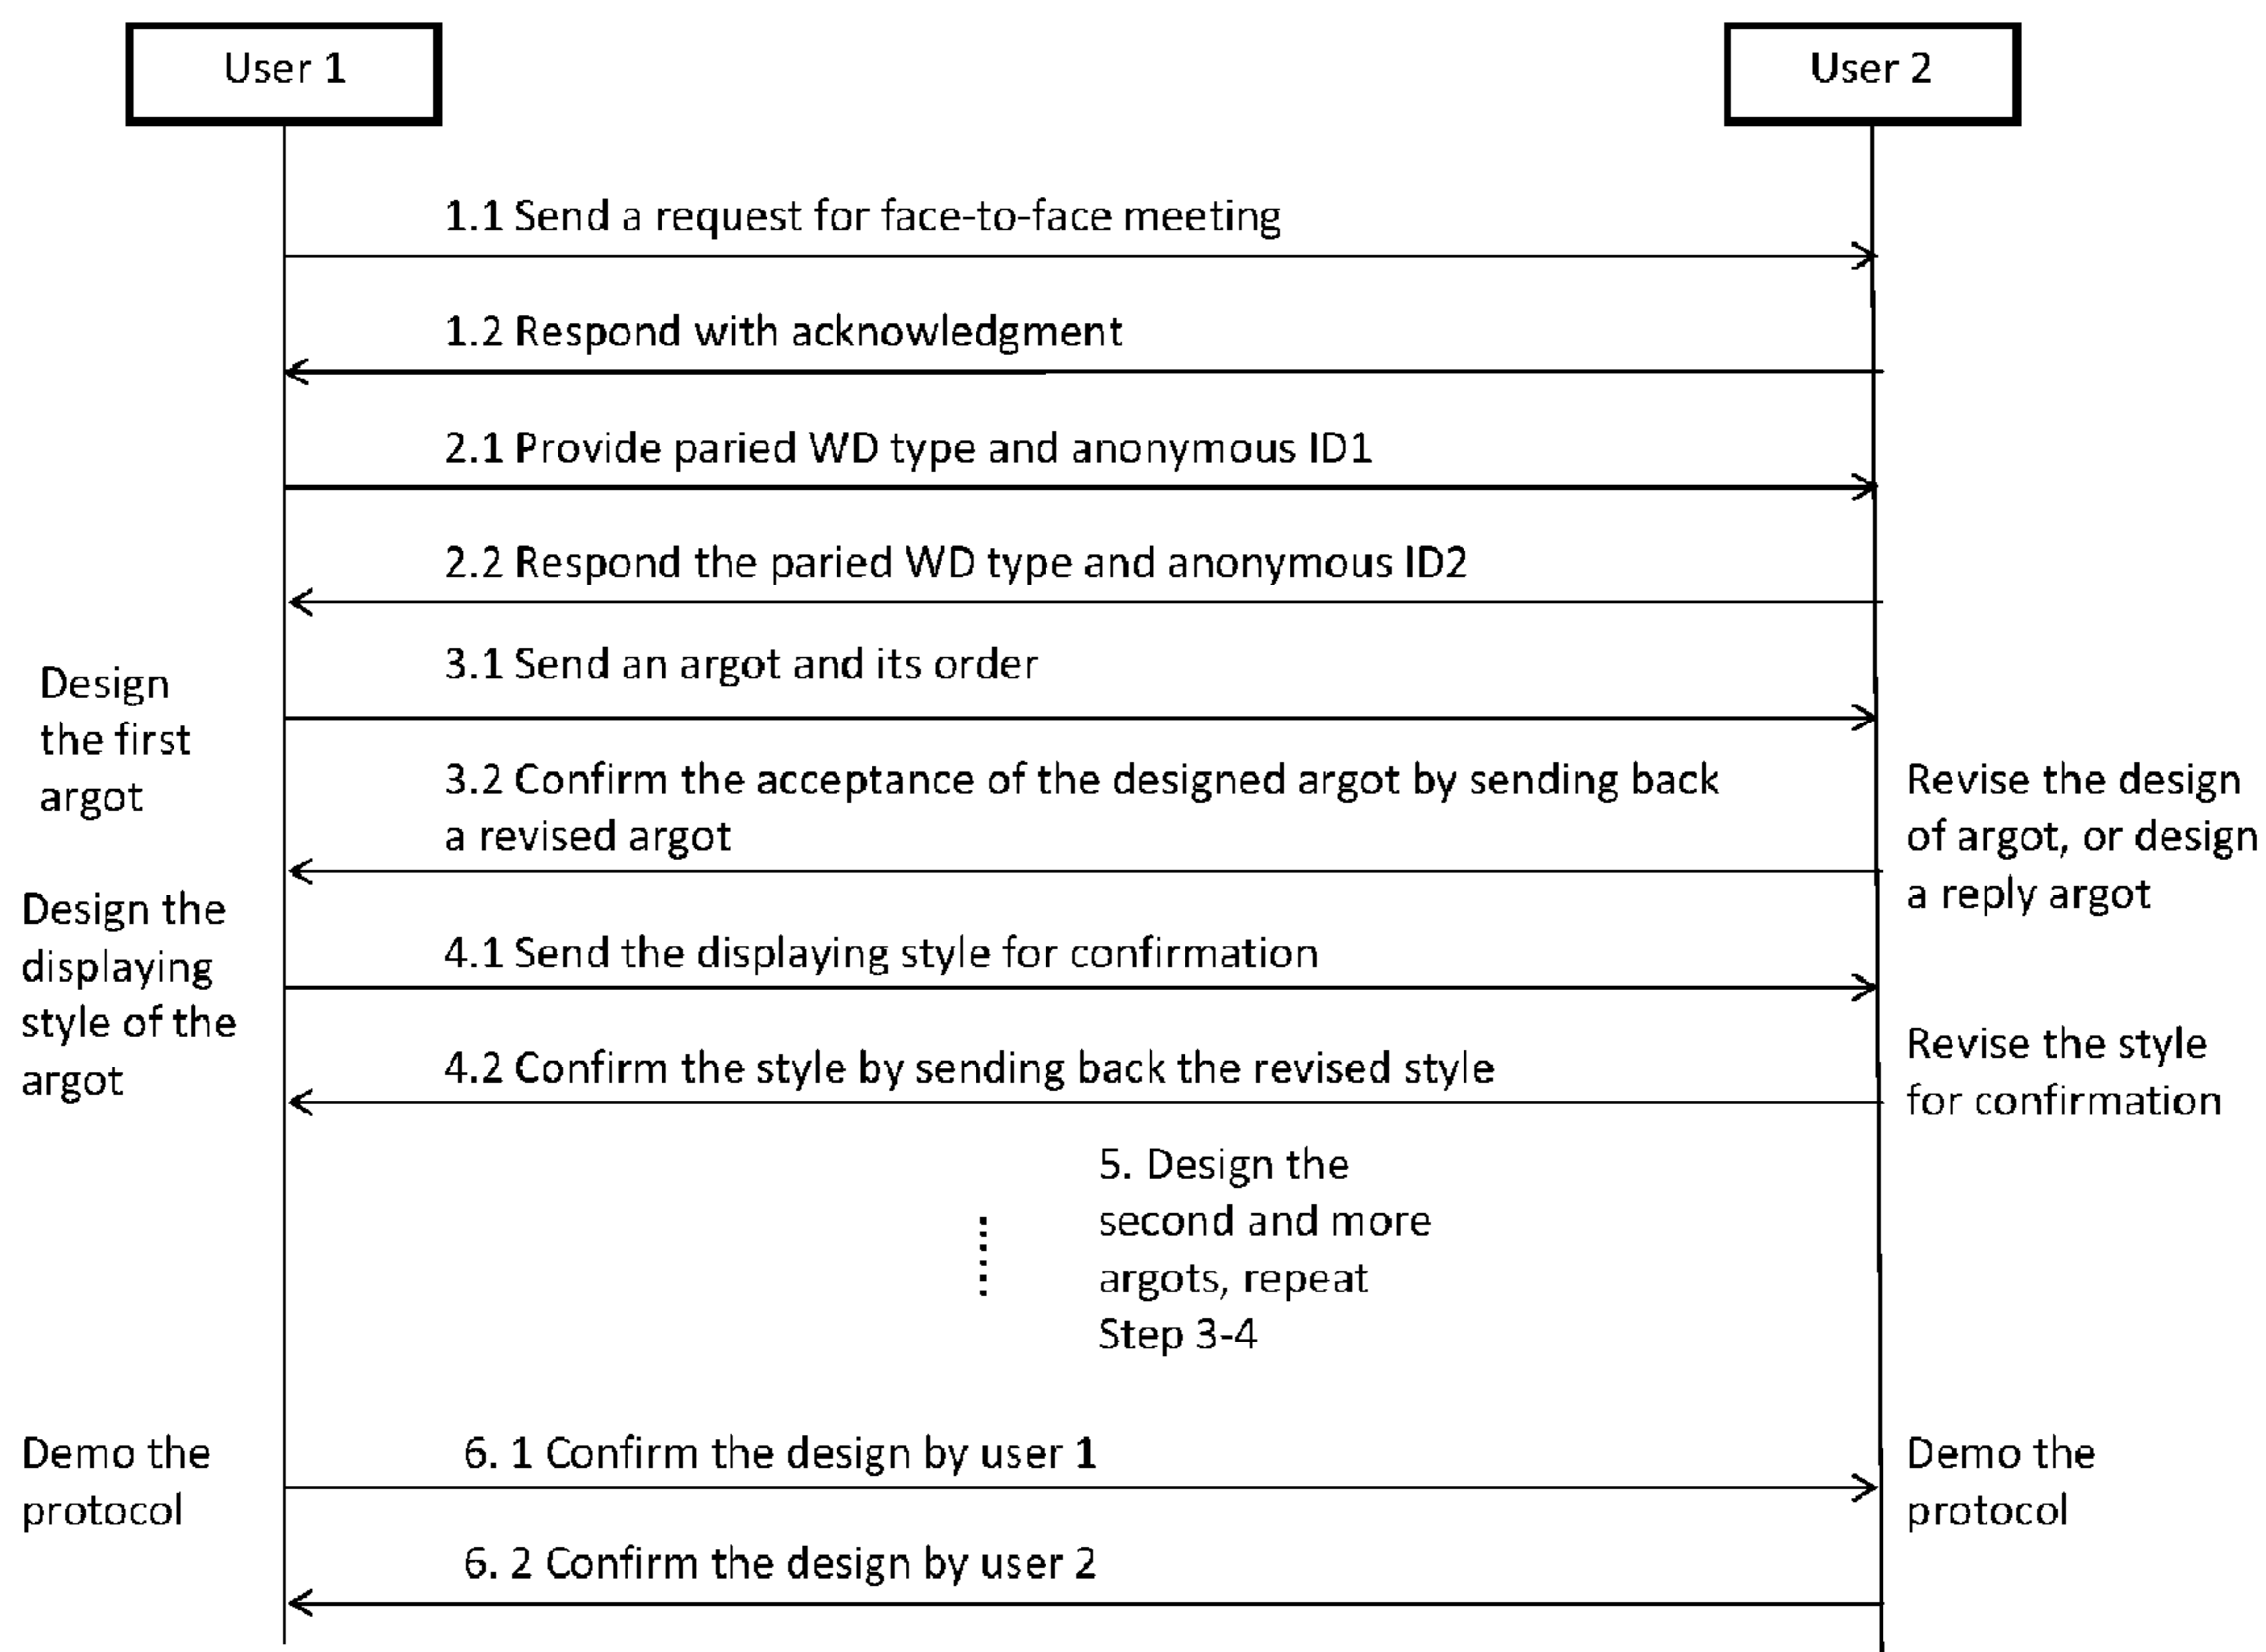 User 1
User 2
1.1 Send a request for face-to-face meeting
1.2 Respond with acknowledgment
2.1 Provide paried WD type and anonymous ID1
2.2 Respond the paried WD type and anonymous ID2
3.1 Send an argot and its order
Design
the first
argot
3.2 Confirm the acceptance of the designed argot by sending back
a revised argot
Revise the design
of argot, or design
a reply argot
Design the
displaying
style of the
argot
4.1 Send the displaying style for confirmation
4.2 Confirm the style by sending back the revised style
Revise the style
for confirmation
5. Design the
second and more
argots, repeat
Step 3-4
Demo the
protocol
6. 1 Confirm the design by user 1
Demo the
protocol
6. 2 Confirm the design by user 2